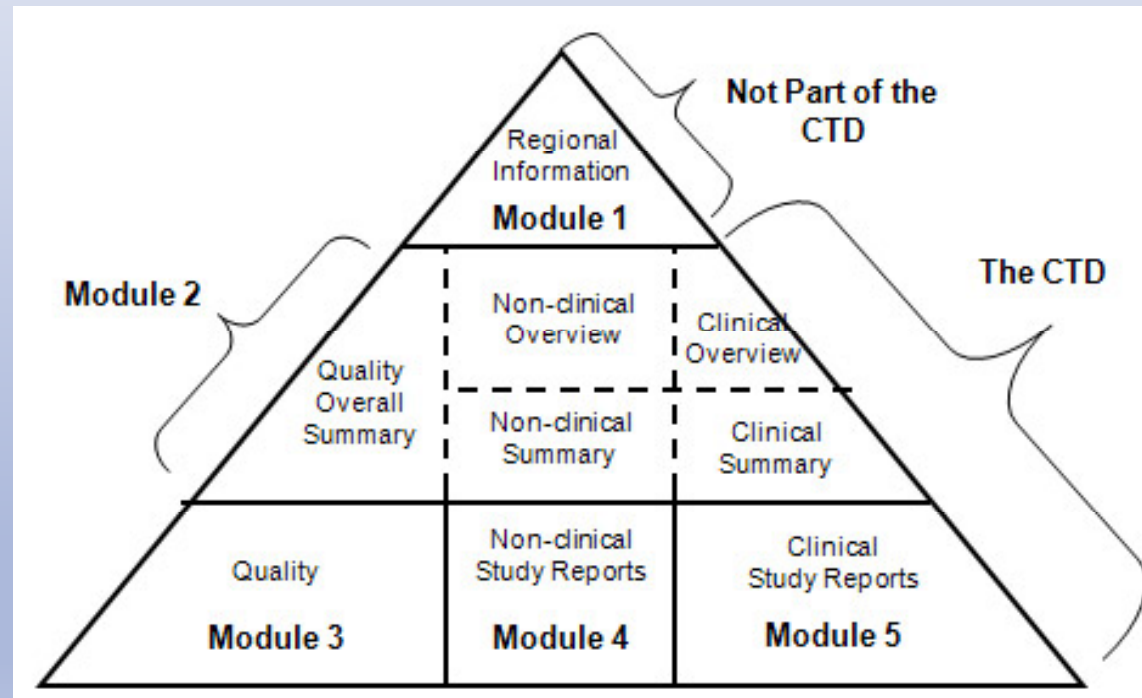 Not Part of the
CTD
Regional
Information
Module 1
The CTD
Module 2
Non-clinical
Overview
Clinical
Overview
Quality
Overall
Summary
Non-clinical
Summary
Clinical
Summary
Quality
Module 3
Non-clinical
Study Reports
Module 4
Clinical
Study Reports
Module 5